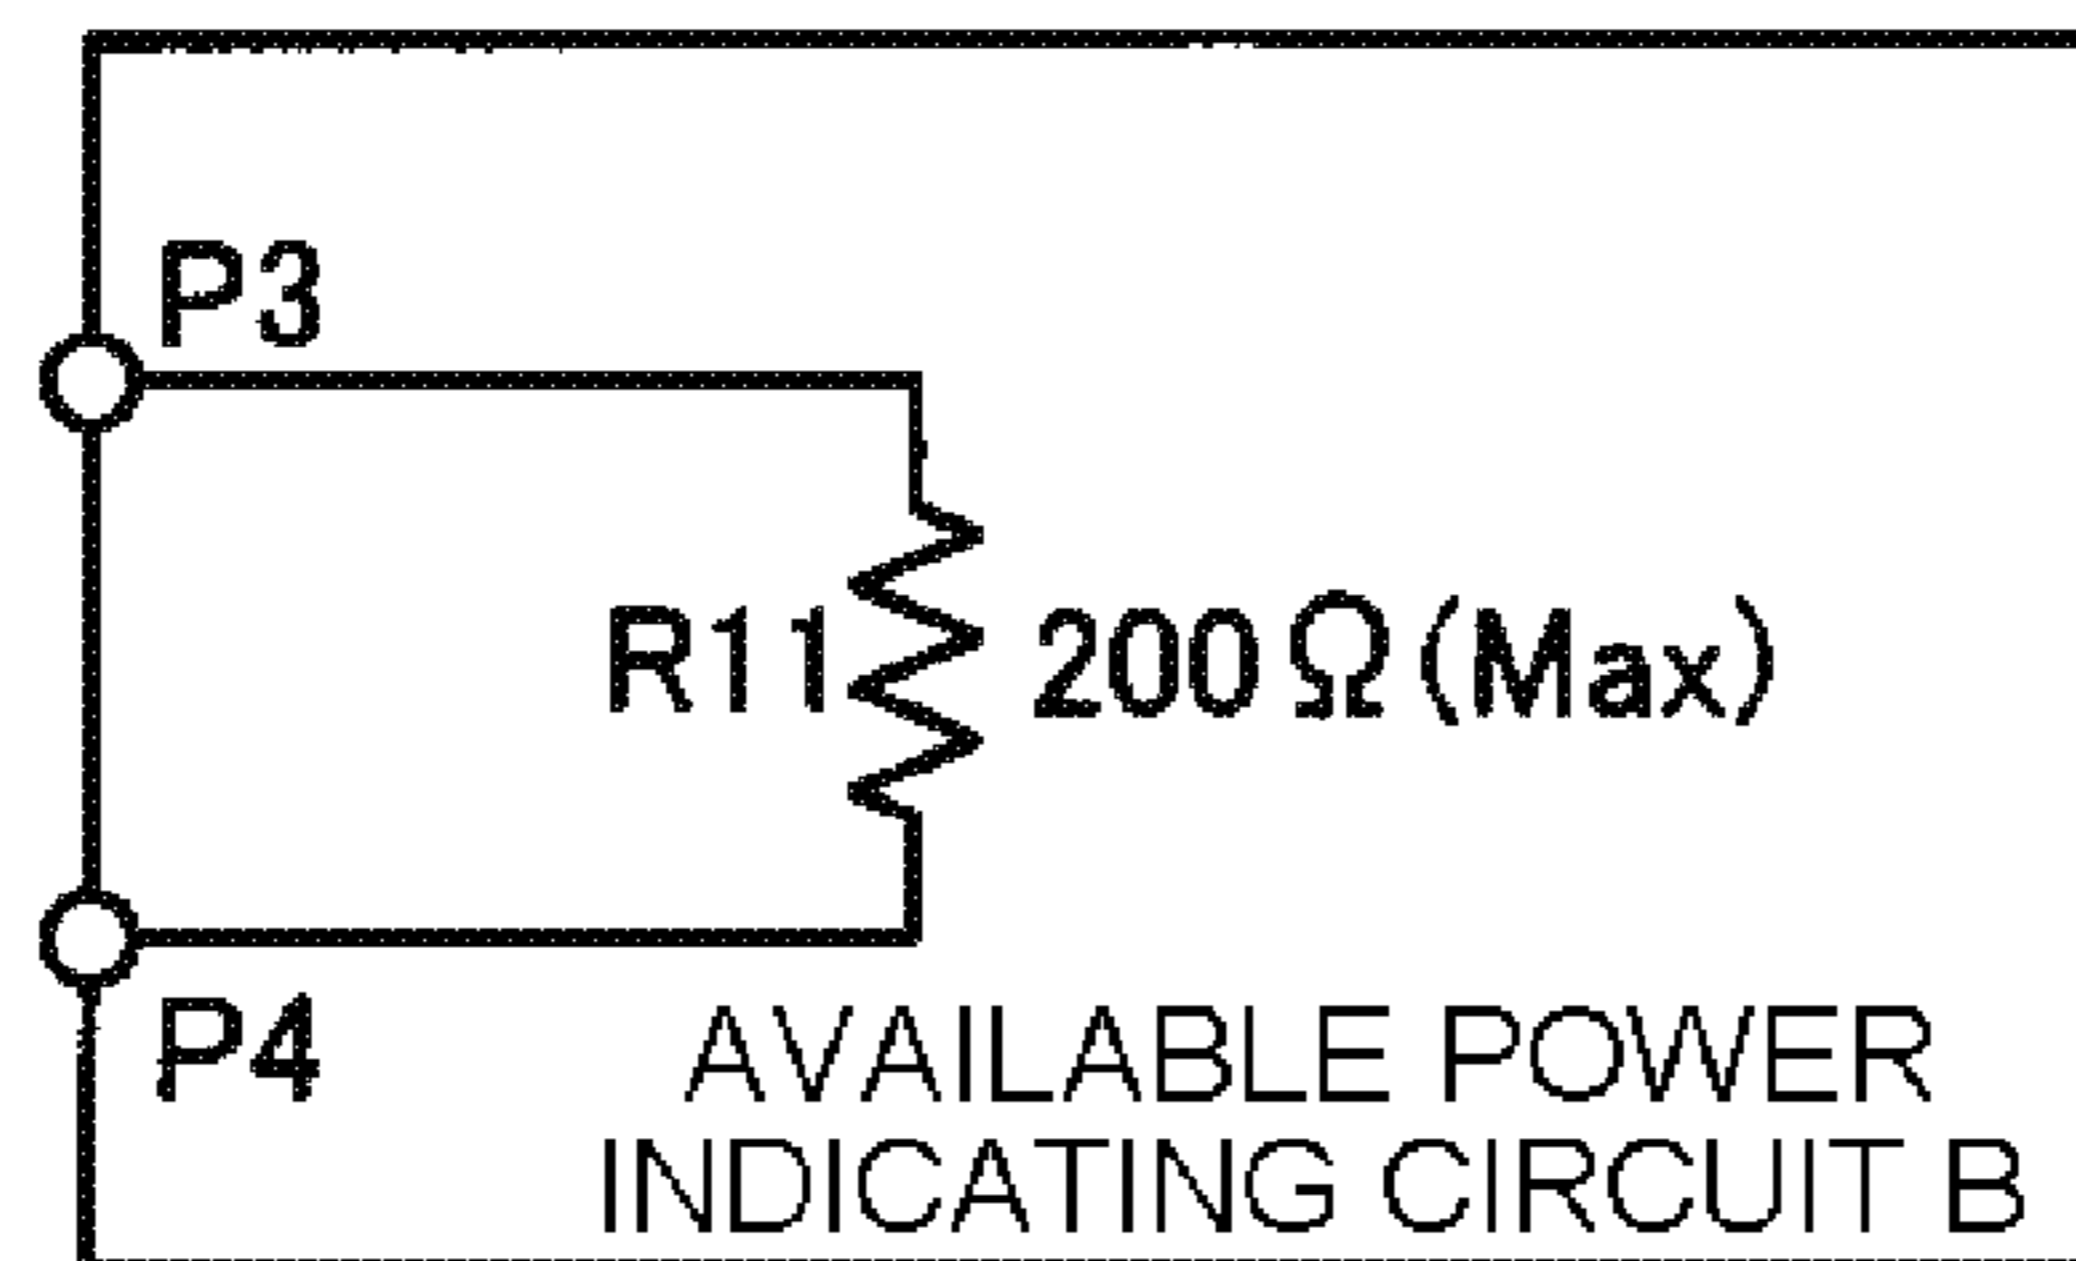 P3
R11 200Ω(Max)
P4
AVAILABLE POWER
INDICATING CIRCUIT B